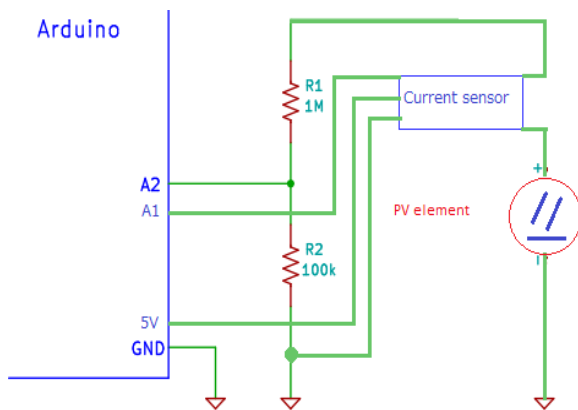 Arduino
R1
1M
Current sensor
A2
A1
PV element
+
R2
100k
5V
GND